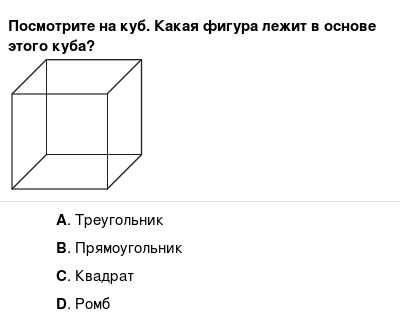 Посмотрите на куб. Какая фигура лежит в основе
этого куба?
A. Треугольник
B. Прямоугольник
C. Квадрат
D. Ромб